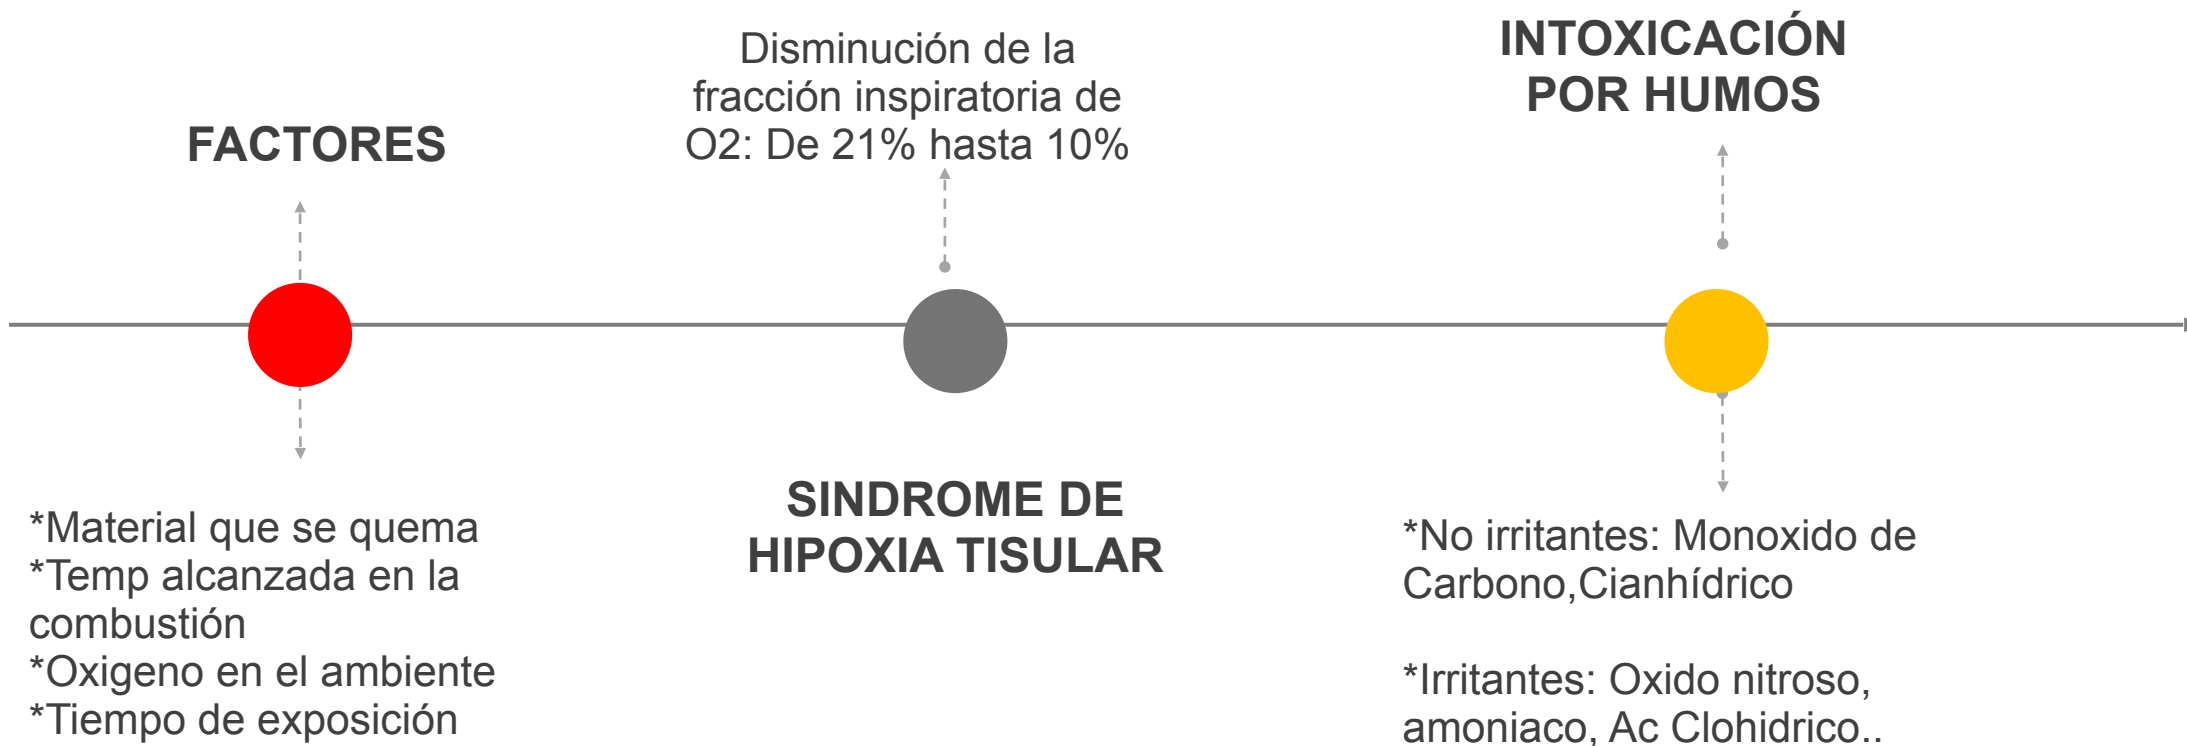 FACTORES
*Material que se quema
*Temp alcanzada en la
combustión
*Oxigeno en el ambiente
*Tiempo de exposición
Disminución de la
fracción inspiratoria de
O2: De 21% hasta 10%
SINDROME DE
HIPOXIA TISULAR
INTOXICACIÓN
POR HUMOS
*No irritantes: Monoxido de
Carbono,Cianhídrico
*Irritantes: Oxido nitroso,
amoniaco, Ac Clohidrico..